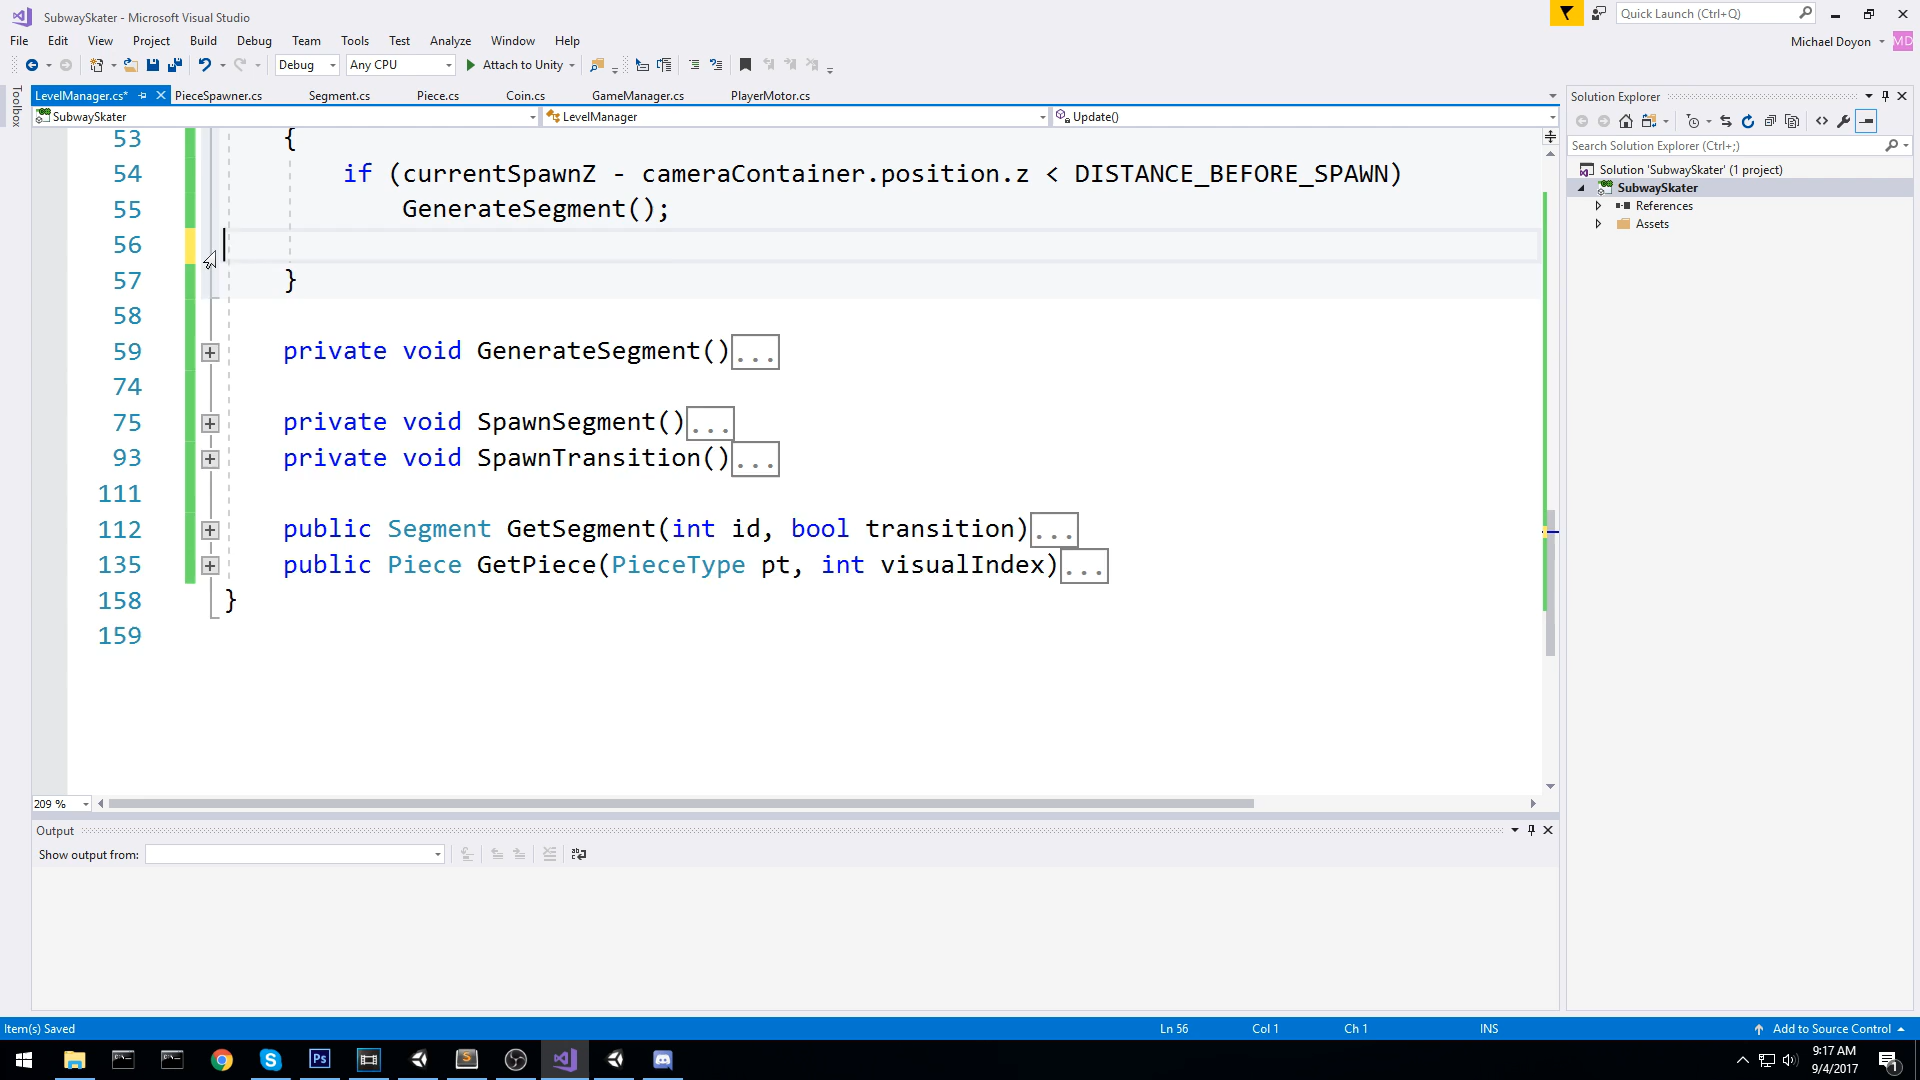 SubwaySkater - Microsoft Visual Studio
Quick Launch (Ctrl+Q)
File Edit View Project Build Debug Team Tools Test Analyze Window Help
Michael Doyon MD
Debug Any CPU Attach to Unity
Toolbox
LevelManager.cs* PieceSpawner.cs Segment.cs Piece.cs Coin.cs GameManager.cs PlayerMotor.cs
SubwaySkater LevelManager Update()
53 {
54 if (currentSpawnZ - cameraContainer.position.z < DISTANCE_BEFORE_SPAWN)
55 GenerateSegment();
56
57 }
58
59 private void GenerateSegment()...
74
75 private void SpawnSegment()...
93 private void SpawnTransition()...
111
112 public Segment GetSegment(int id, bool transition)...
135 public Piece GetPiece(PieceType pt, int visualIndex)...
158 }
159
209 %
Output
Show output from:
Solution Explorer
Search Solution Explorer (Ctrl+;)
Solution 'SubwaySkater' (1 project)
SubwaySkater
References
Assets
Item(s) Saved Ln 56 Col 1 Ch 1 INS Add to Source Control
Ps
9:17 AM
9/4/2017
1